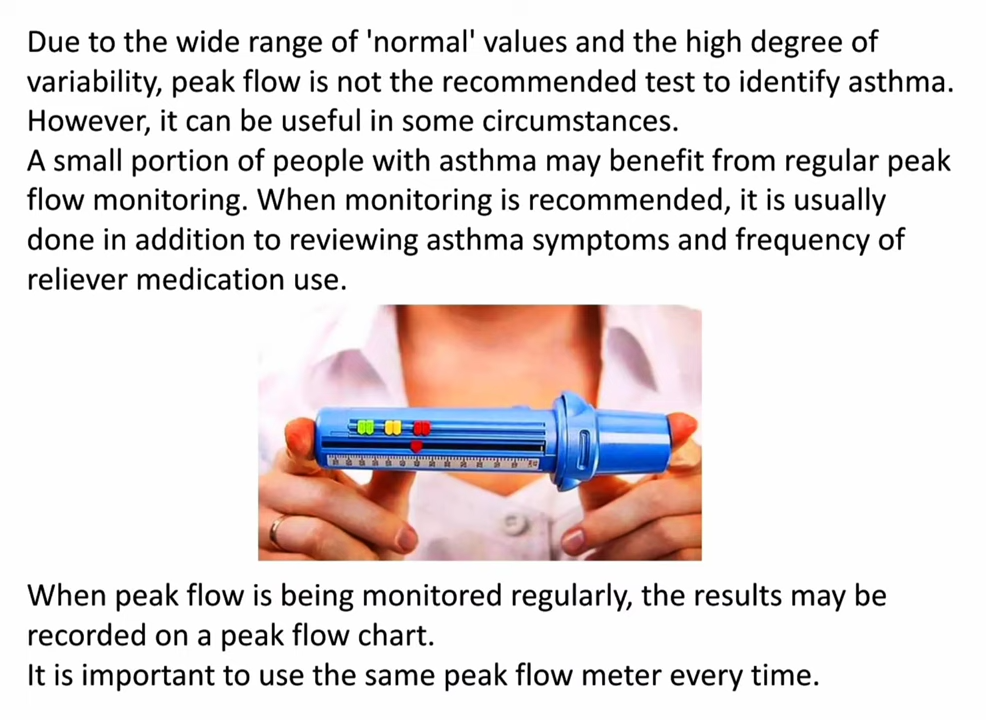 Due to the wide range of 'normal' values and the high degree of
variability, peak flow is not the recommended test to identify asthma.
However, it can be useful in some circumstances.
A small portion of people with asthma may benefit from regular peak
flow monitoring. When monitoring is recommended, it is usually
done in addition to reviewing asthma symptoms and frequency of
reliever medication use.
When peak flow is being monitored regularly, the results may be
recorded on a peak flow chart.
It is important to use the same peak flow meter every time.